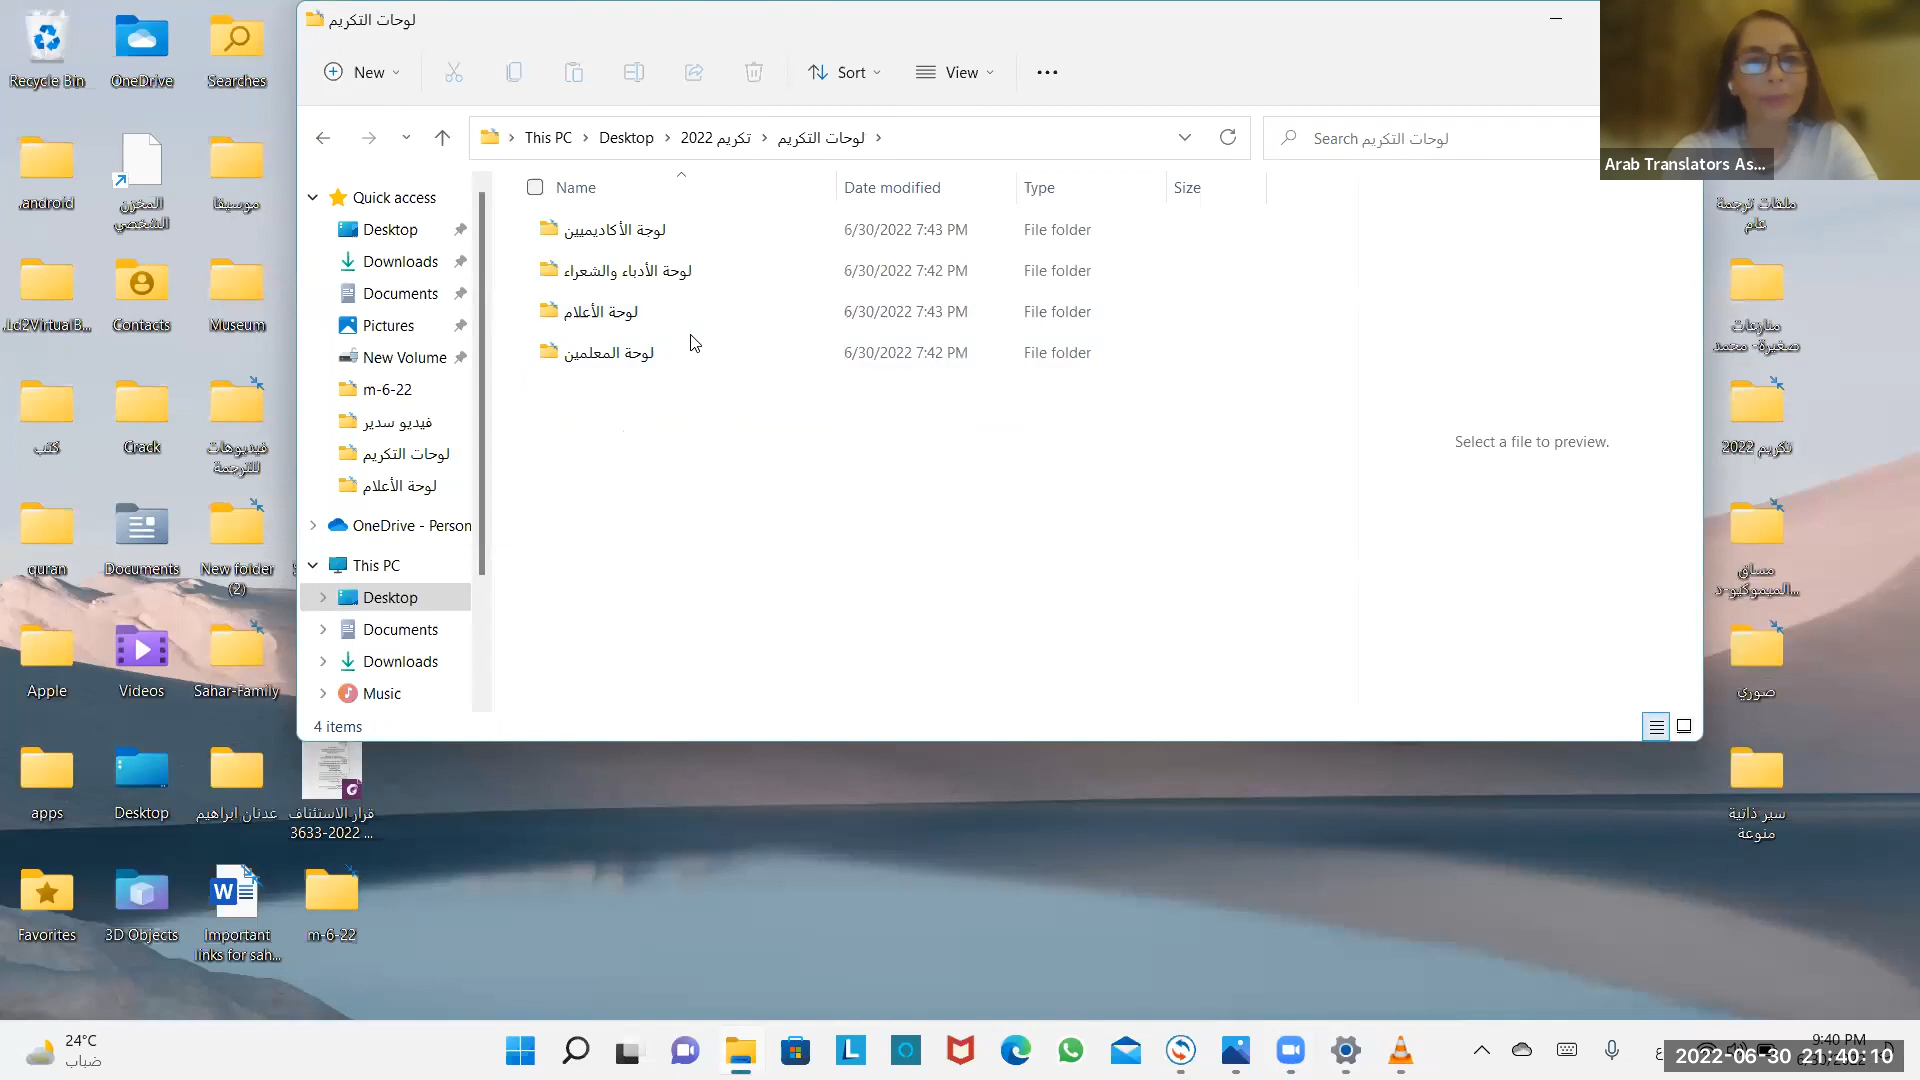 لوحات التكريم
New
Sort
View
This PC
Desktop
تكريم 2022
لوحات التكريم
Search لوحات التكريم
Arab Translators As...
Name
Date modified
Type
Size
لوجة الأكاديميين
6/30/2022 7:43 PM
File folder
لوحة الأدباء والشعراء
6/30/2022 7:42 PM
File folder
لوحة الأعلام
6/30/2022 7:43 PM
File folder
لوحة المعلمين
6/30/2022 7:42 PM
File folder
Select a file to preview.
Quick access
Desktop
Downloads
Documents
Pictures
New Volume
m-6-22
فيديو سدير
لوحات التكريم
لوحة الأعلام
OneDrive - Person
This PC
Desktop
Documents
Downloads
Music
4 items
Recycle Bin
OneDrive
Searches
.android
المخزن
الشخصي
موسيقا
.Ld2VirtualB...
Contacts
Museum
كتب
Crack
فيديوهات
للترجمة
quran
Documents
New folder
(2)
Apple
Videos
Sahar-Family
apps
Desktop
عدنان ابراهيم
قرار الاستئناف
3633-2022 ...
Favorites
3D Objects
Important
links for sah...
m-6-22
ملفات ترجمة
عام
منازعات
صغيرة- محمد
تكريم 2022
مساق
الميموكيو-د...
صوري
سير ذاتية
منوعة
24°C
ضباب
9:40 PM
2022-06-30 21:40:10